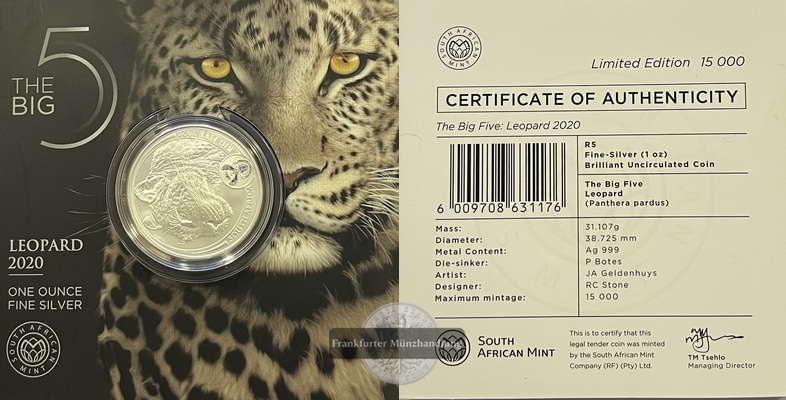 THE
BIG
5
LEOPARD
2020
ONE OUNCE
FINE SILVER
SOUTH AFRICAN MINT
SOUTH AFRICAN MINT
Limited Edition 15 000
CERTIFICATE OF AUTHENTICITY
The Big Five: Leopard 2020
R5
Fine-Silver (1 oz)
Brilliant Uncirculated Coin
6 009708 631176
The Big Five
Leopard
(Panthera pardus)
Mass: 31.107g
Diameter: 38.725 mm
Metal Content: Ag 999
Die-sinker: P Botes
Artist: JA Geldenhuys
Designer: RC Stone
Maximum mintage: 15 000
Frankfurter Münzhandlung
SOUTH
AFRICAN MINT
This is to certify that this
legal tender coin was minted
by the South African Mint
Company (RF) (Pty) Ltd.
TM Tsehlo
Managing Director